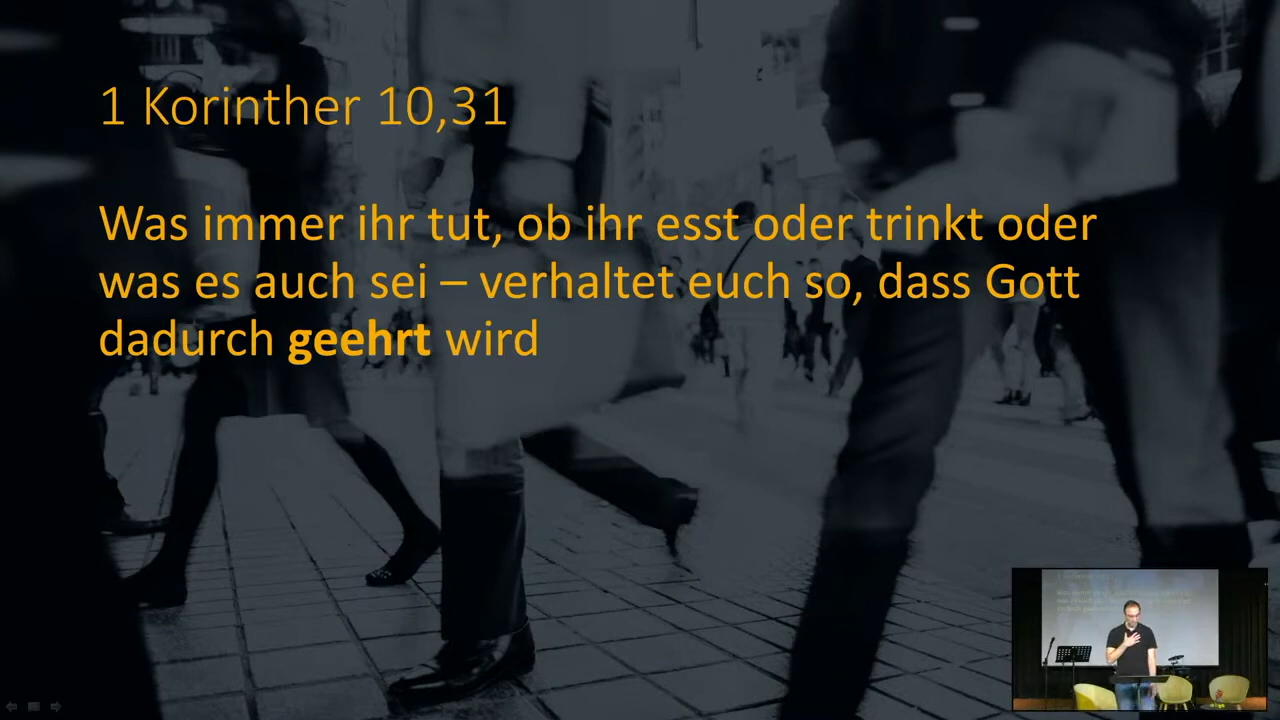 1 Korinther 10,31
Was immer ihr tut, ob ihr esst oder trinkt oder
was es auch sei – verhaltet euch so, dass Gott
dadurch geehrt wird